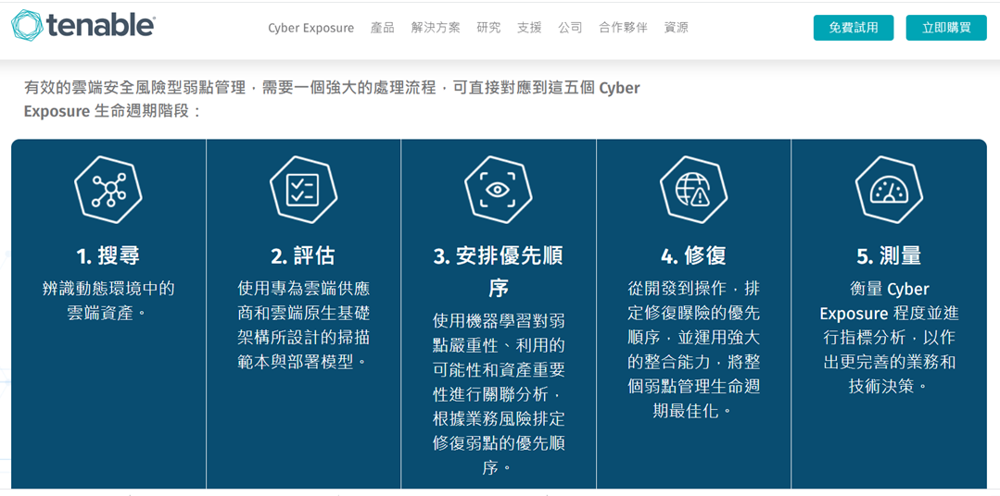 tenable
Cyber Exposure 產品 解決方案 研究 支援 公司 合作夥伴 資源 免費試用 立即購買
有效的雲端安全風險型弱點管理，需要一個強大的處理流程，可直接對應到這五個 Cyber
Exposure 生命週期階段：
1. 搜尋
辨識動態環境中的
雲端資產。
2. 評估
使用專為雲端供應
商和雲端原生基礎
架構所設計的掃描
範本與部署模型。
3. 安排優先順
序
使用機器學習對弱
點嚴重性、利用的
可能性和資產重要
性進行關聯分析，
根據業務風險排定
修復弱點的優先順
序。
4. 修復
從開發到操作，排
定修復曝險的優先
順序，並運用強大
的整合能力，將整
個弱點管理生命週
期最佳化。
5. 測量
衡量 Cyber
Exposure 程度並進
行指標分析，以作
出更完善的業務和
技術決策。